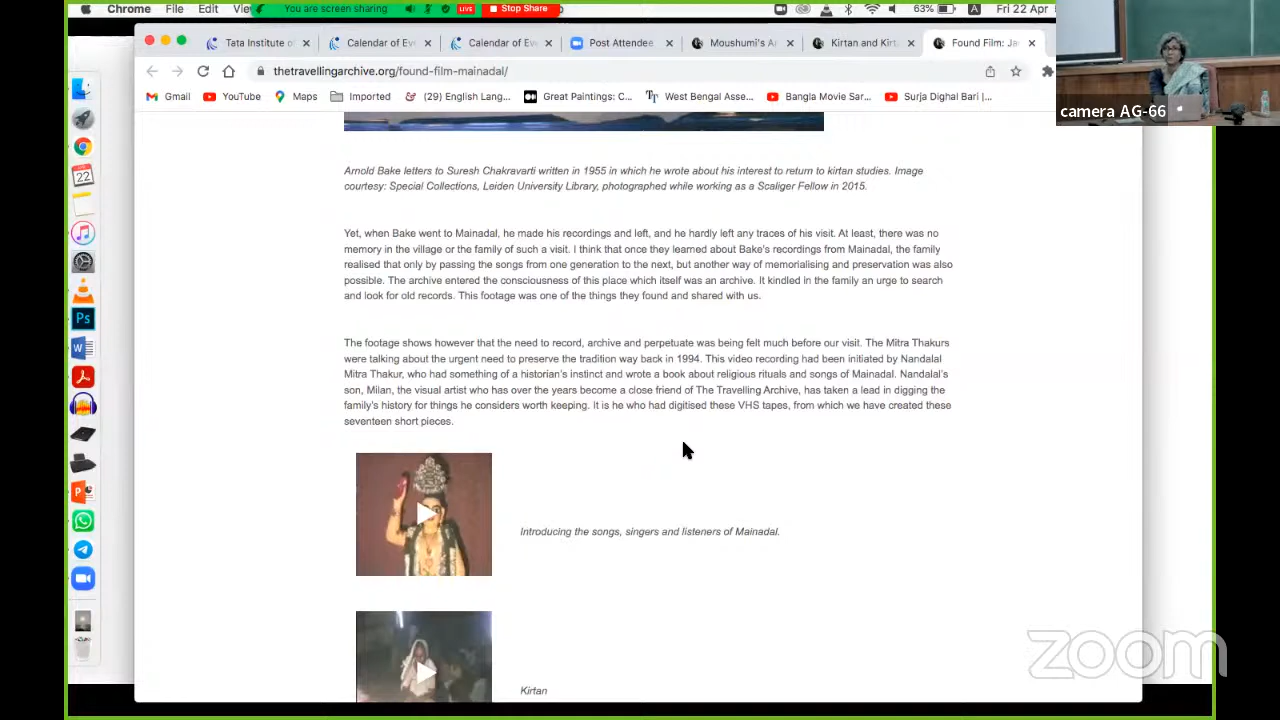 Chrome File Edit Vie You are screen sharing LIVE Stop Share 63% A Fri 22 Apr
Tata Institute o Calendar of Eve Calendar of Eve Post Attendee Moushumi's Ar Kirtan and Kirta Found Film: Ja
thetravellingarchive.org/found-film-mainadal/
Gmail YouTube Maps Imported (29) English Lang... Great Paintings: C... West Bengal Asse... Bangla Movie Sar... Surja Dighal Bari |...
camera AG-66
Arnold Bake letters to Suresh Chakravarti written in 1955 in which he wrote about his interest to return to kirtan studies. Image
courtesy: Special Collections, Leiden University Library, photographed while working as a Scaliger Fellow in 2015.
Yet, when Bake went to Mainadal, he made his recordings and left, and he hardly left any traces of his visit. At least, there was no
memory in the village or the family of such a visit. I think that once they learned about Bake's recordings from Mainadal, the family
realised that only by passing the songs from one generation to the next, but another way of memorialising and preservation was also
possible. The archive entered the consciousness of this place which itself was an archive. It kindled in the family an urge to search
and look for old records. This footage was one of the things they found and shared with us.
The footage shows however that the need to record, archive and perpetuate was being felt much before our visit. The Mitra Thakurs
were talking about the urgent need to preserve the tradition way back in 1994. This video recording had been initiated by Nandalal
Mitra Thakur, who had something of a historian's instinct and wrote a book about religious rituals and songs of Mainadal. Nandalal's
son, Milan, the visual artist who has over the years become a close friend of The Travelling Archive, has taken a lead in digging the
family's history for things he considers worth keeping. It is he who had digitised these VHS tapes, from which we have created these
seventeen short pieces.
Introducing the songs, singers and listeners of Mainadal.
Kirtan
22
Ps
W
P
zoom